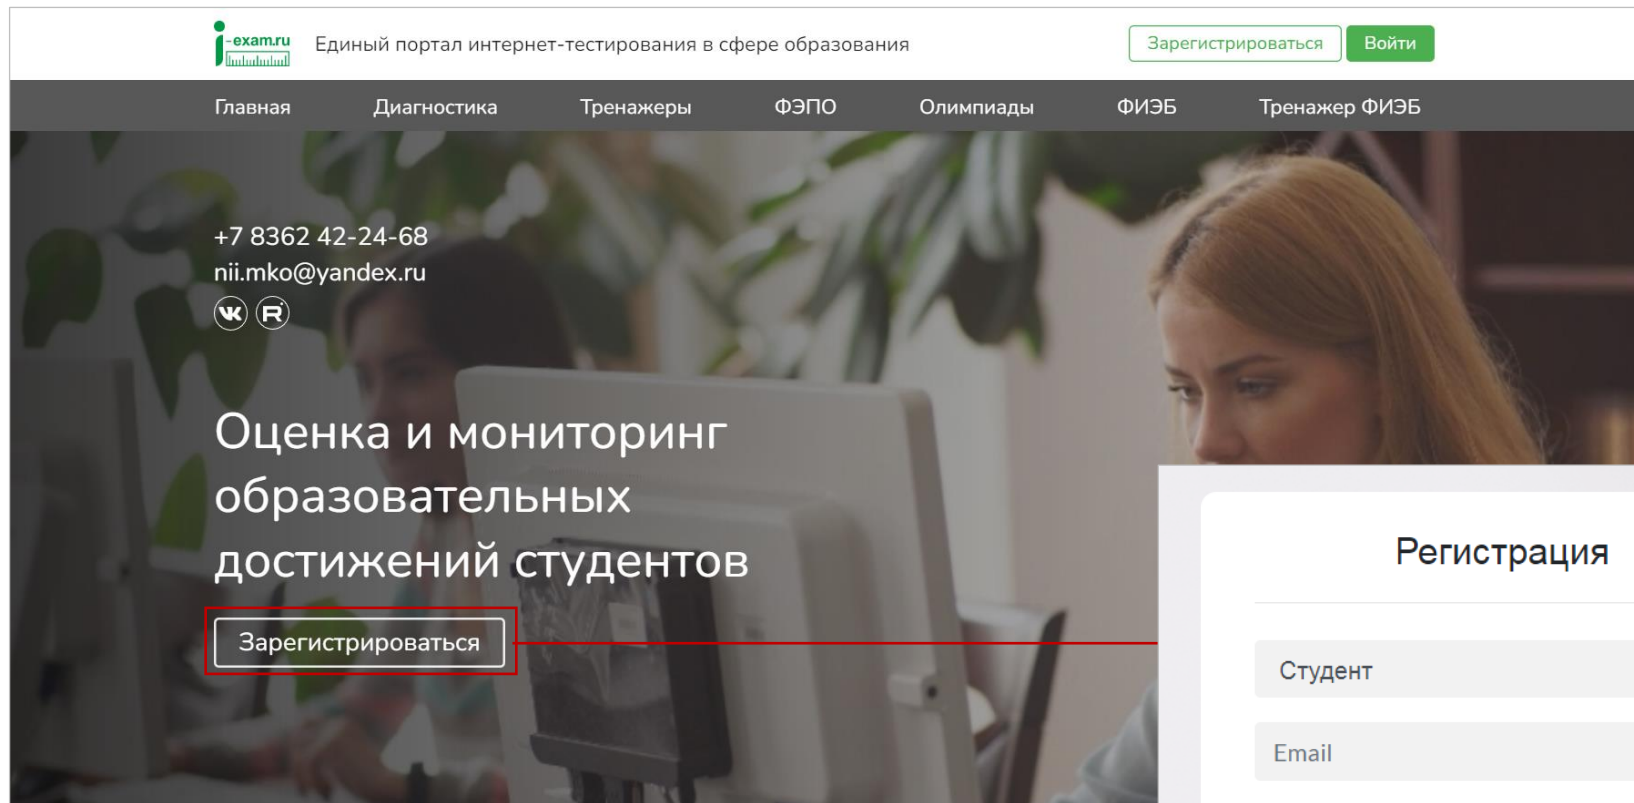 i-exam.ru
Единый портал интернет-тестирования в сфере образования
Зарегистрироваться
Войти
Главная
Диагностика
Тренажеры
ФЭПО
Олимпиады
ФИЭБ
Тренажер ФИЭБ
+7 8362 42-24-68
nii.mko@yandex.ru
Оценка и мониторинг
образовательных
достижений студентов
Зарегистрироваться
Регистрация
Студент
Email